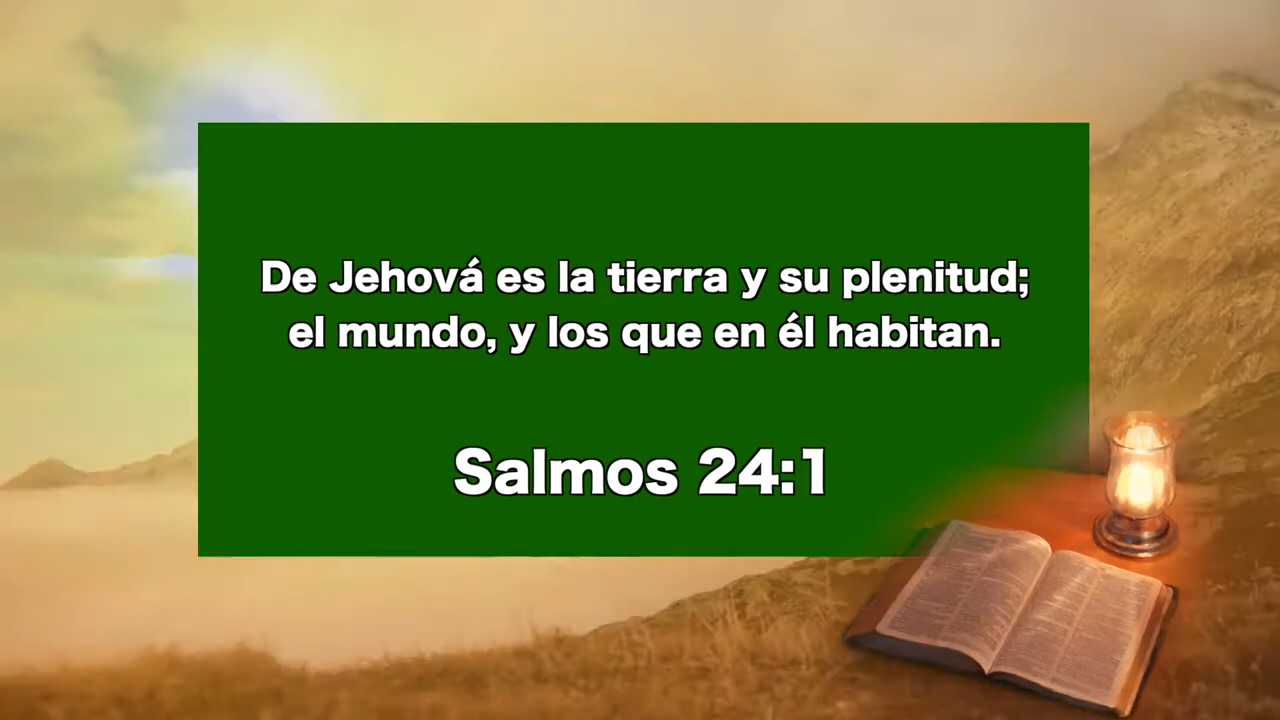 De Jehová es la tierra y su plenitud;
el mundo, y los que en él habitan.
Salmos 24:1